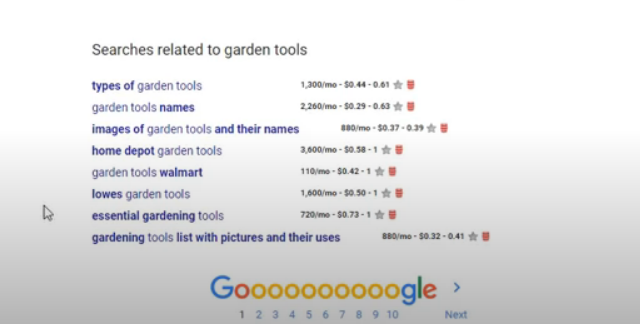 Searches related to garden tools
types of garden tools 1,300/mo - $0.44 - 0.61
garden tools names 2,260/mo - $0.29 - 0.63
images of garden tools and their names 880/mo - $0.37 - 0.39
home depot garden tools 3,600/mo - $0.58 - 1
garden tools walmart 110/mo - $0.42 - 1
lowes garden tools 1,600/mo - $0.50 - 1
essential gardening tools 720/mo - $0.73 - 1
gardening tools list with pictures and their uses 880/mo - $0.32 - 0.41
Goooooooooogle >
1 2 3 4 5 6 7 8 9 10 Next